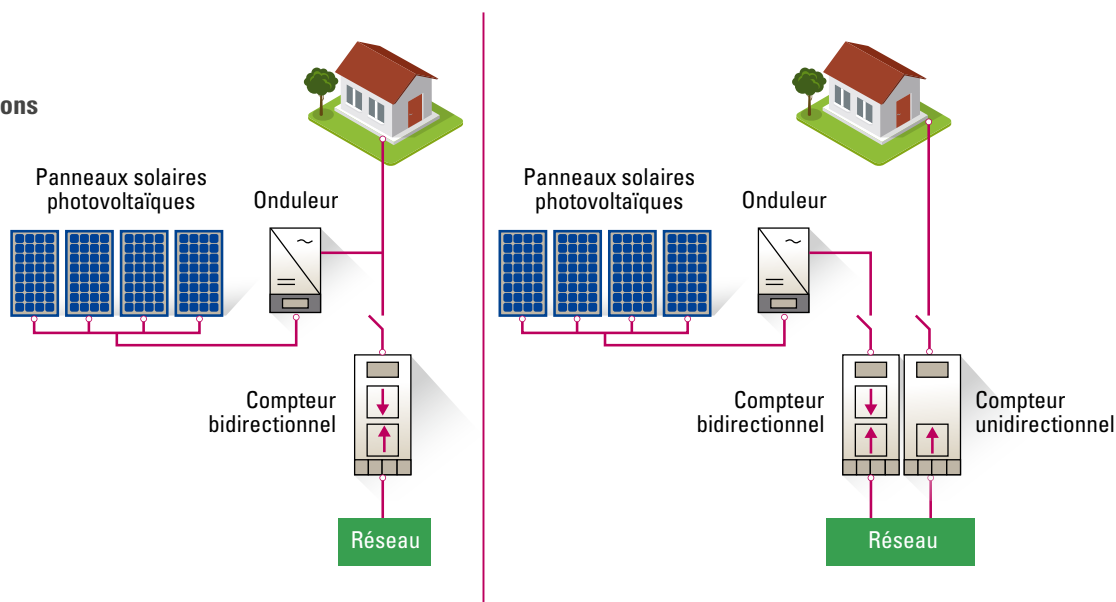 ons
Panneaux solaires
photovoltaïques
Onduleur
Compteur
bidirectionnel
Réseau
Panneaux solaires
photovoltaïques
Onduleur
Compteur
bidirectionnel
Compteur
unidirectionnel
Réseau